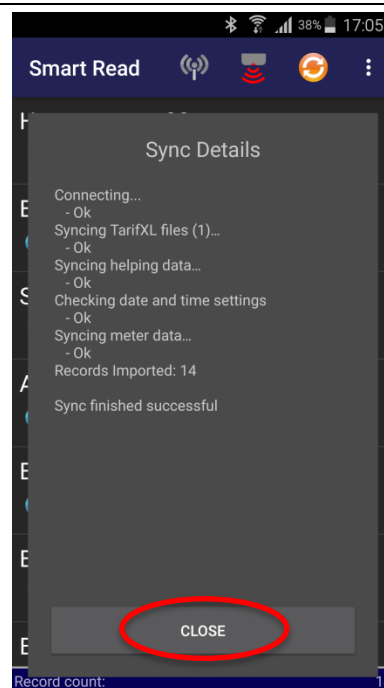 38% 17:05
Smart Read
Sync Details
Connecting...
- Ok
Syncing TarifXL files (1)...
- Ok
Syncing helping data...
- Ok
Checking date and time settings
- Ok
Syncing meter data...
- Ok
Records Imported: 14
Sync finished successful
CLOSE
Record count: